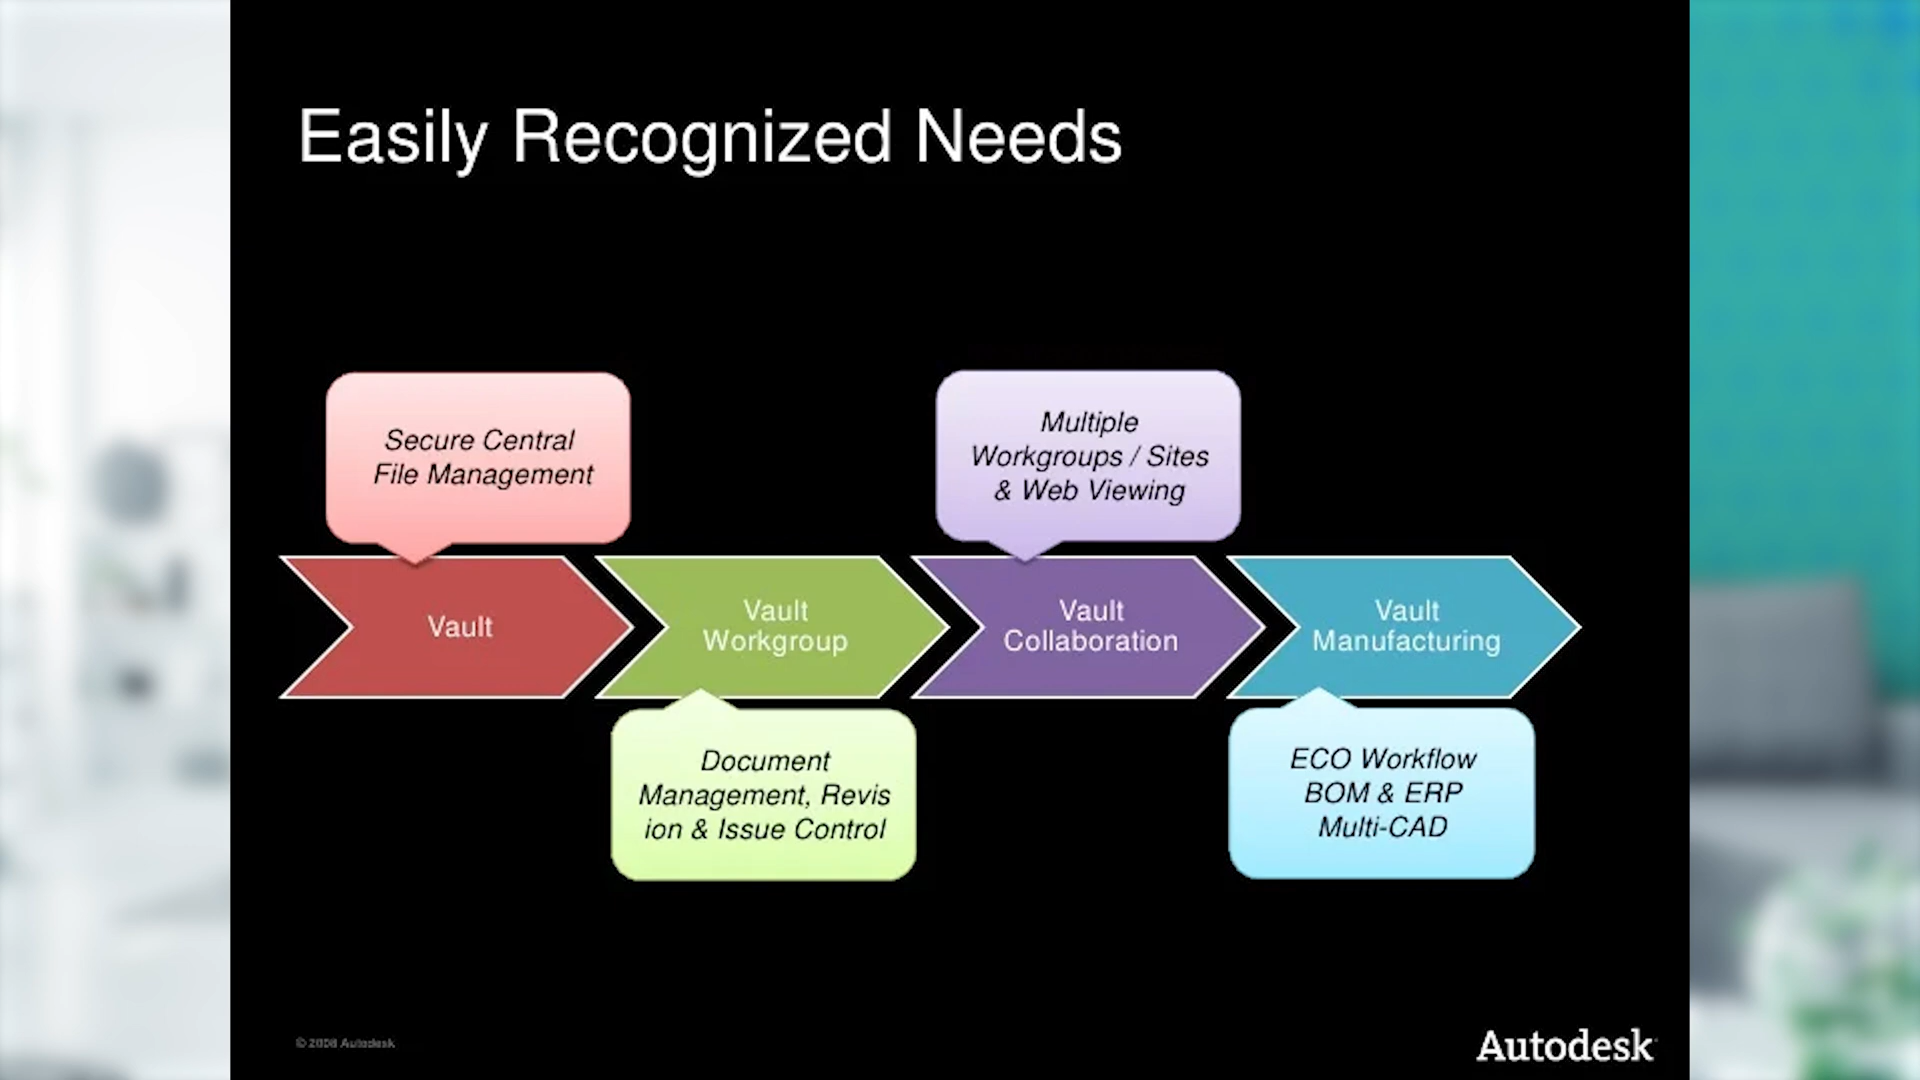 Easily Recognized Needs
Secure Central
File Management
Multiple
Workgroups / Sites
& Web Viewing
Vault
Vault
Workgroup
Vault
Collaboration
Vault
Manufacturing
Document
Management, Revis
ion & Issue Control
ECO Workflow
BOM & ERP
Multi-CAD
© 2008 Autodesk
Autodesk